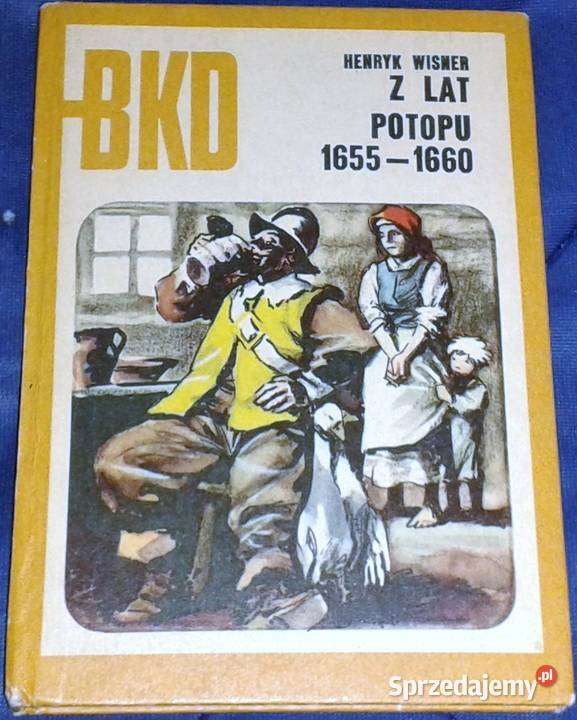 BKD
HENRYK WISNER
Z LAT
POTOPU
1655-1660
Sprzedajemy.pl